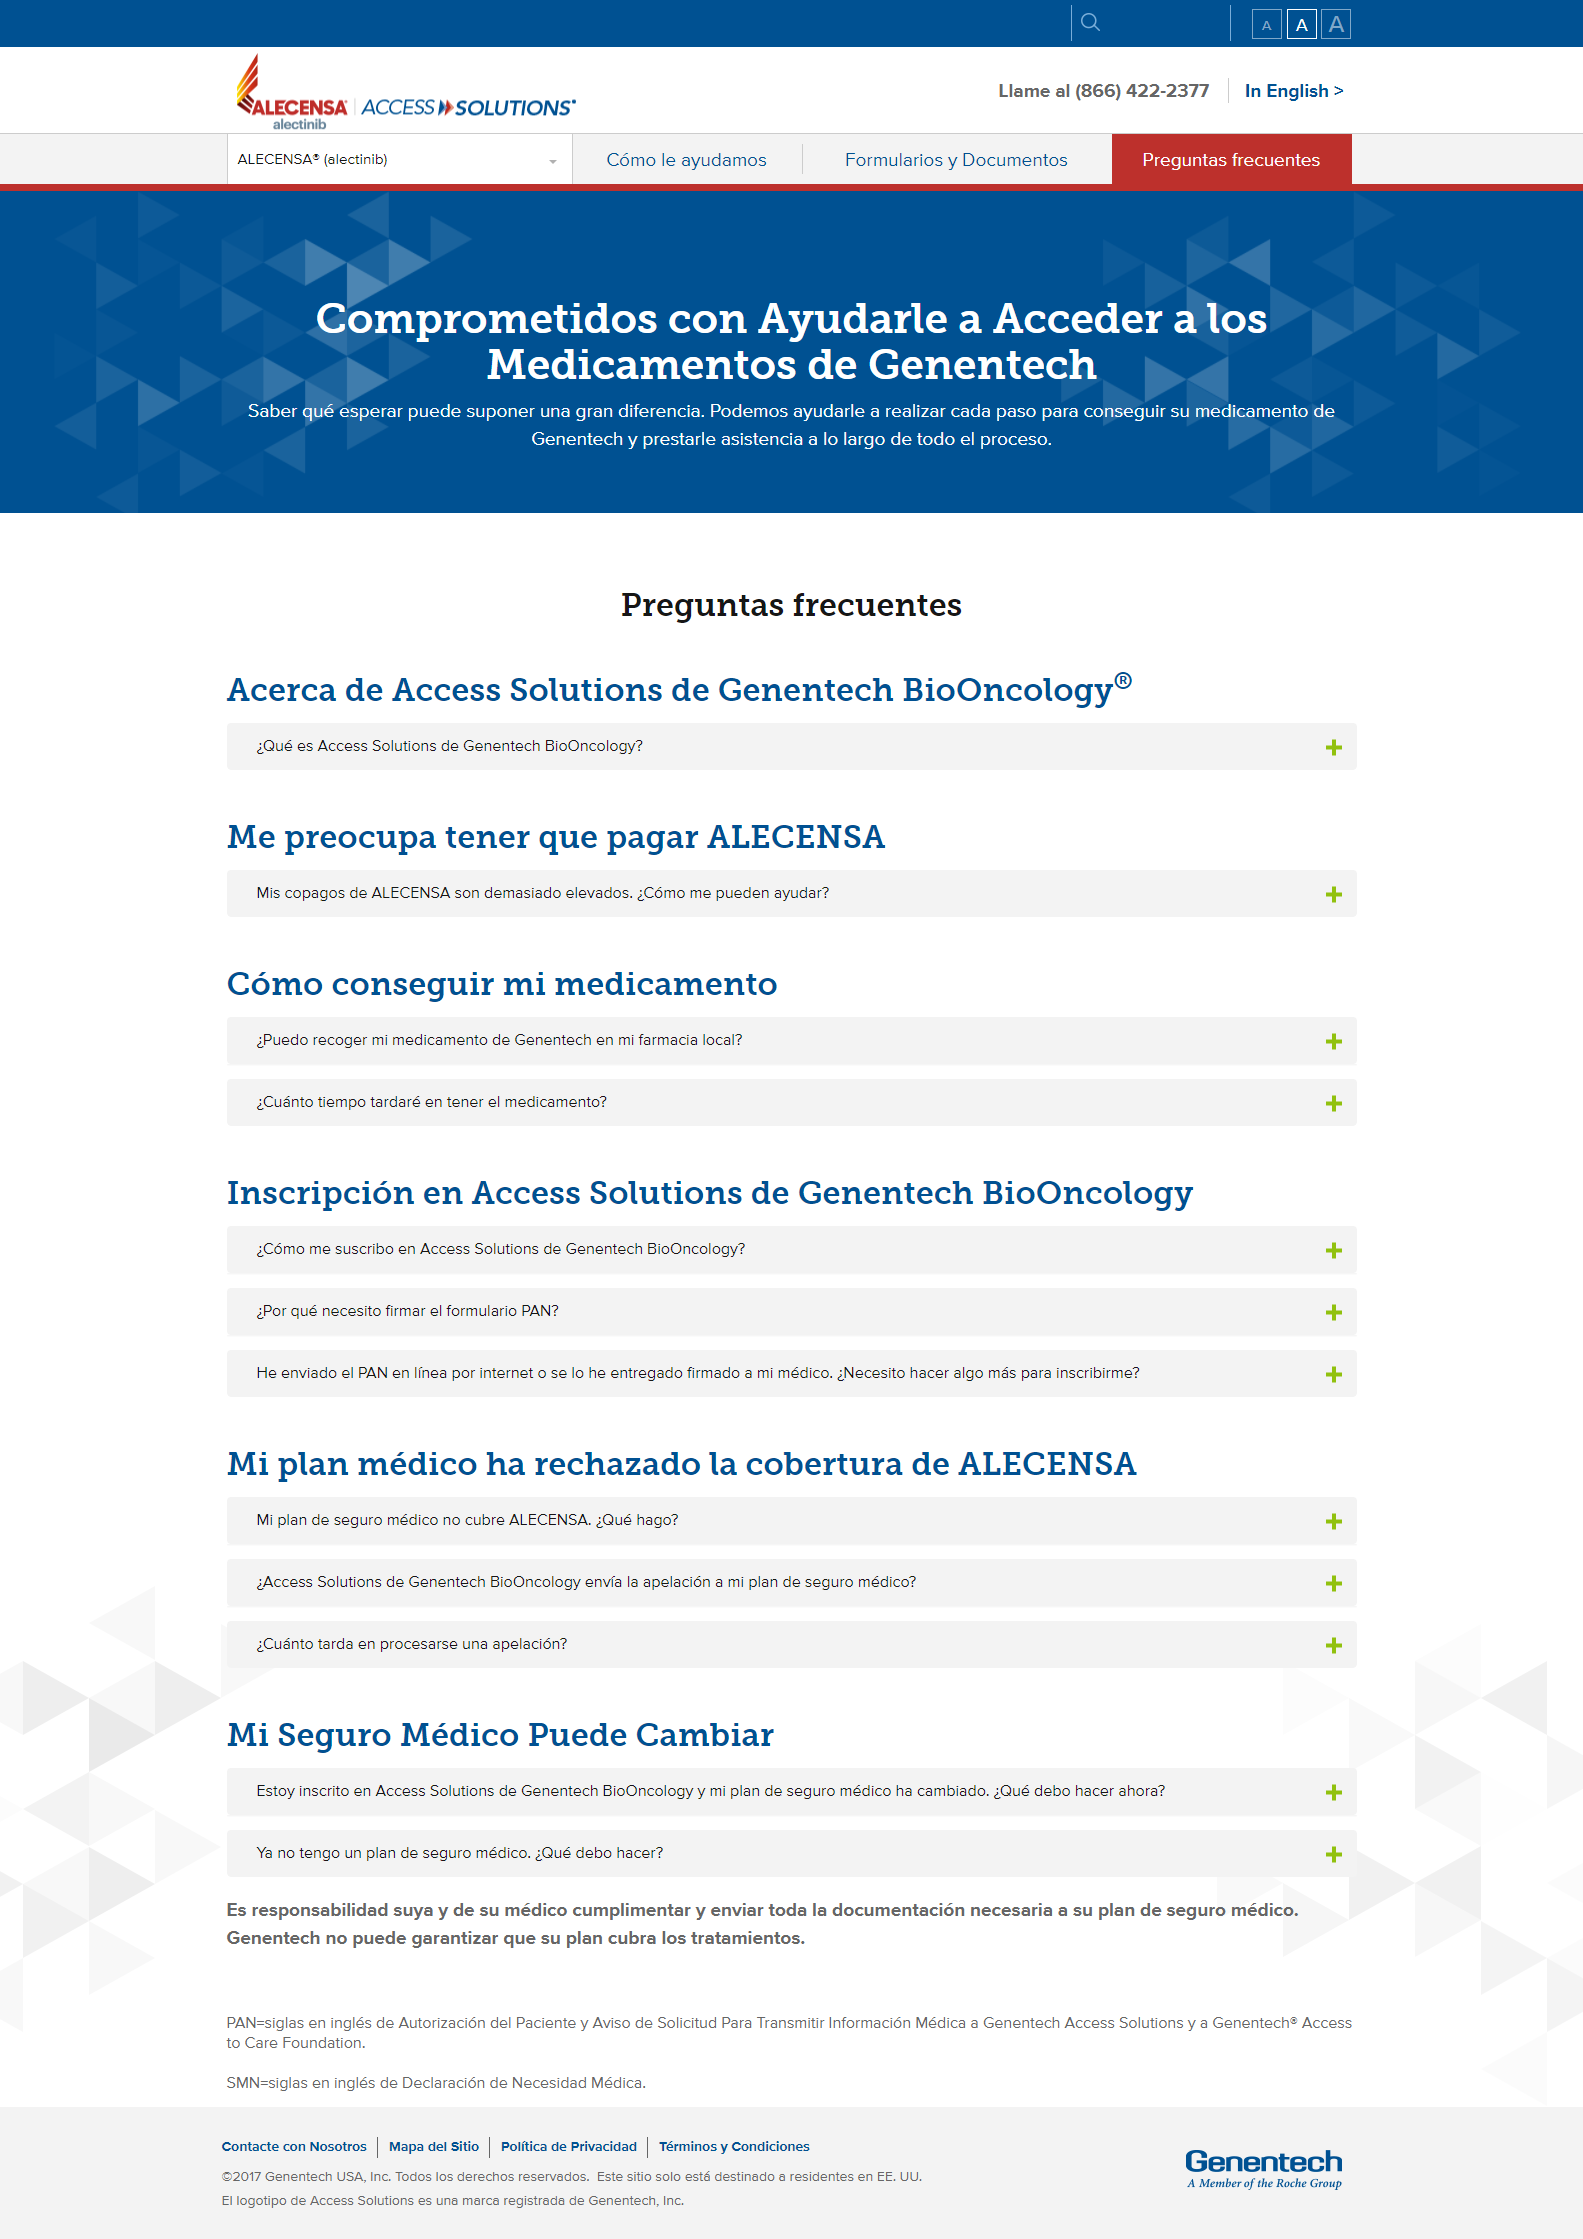 A A A
ALECENSA®
alectinib
ACCESS SOLUTIONS®
Llame al (866) 422-2377
In English >
ALECENSA® (alectinib)
Cómo le ayudamos
Formularios y Documentos
Preguntas frecuentes
Comprometidos con Ayudarle a Acceder a los
Medicamentos de Genentech
Saber qué esperar puede suponer una gran diferencia. Podemos ayudarle a realizar cada paso para conseguir su medicamento de
Genentech y prestarle asistencia a lo largo de todo el proceso.
Preguntas frecuentes
Acerca de Access Solutions de Genentech BioOncology®
¿Qué es Access Solutions de Genentech BioOncology?
Me preocupa tener que pagar ALECENSA
Mis copagos de ALECENSA son demasiado elevados. ¿Cómo me pueden ayudar?
Cómo conseguir mi medicamento
¿Puedo recoger mi medicamento de Genentech en mi farmacia local?
¿Cuánto tiempo tardaré en tener el medicamento?
Inscripción en Access Solutions de Genentech BioOncology
¿Cómo me suscribo en Access Solutions de Genentech BioOncology?
¿Por qué necesito firmar el formulario PAN?
He enviado el PAN en línea por internet o se lo he entregado firmado a mi médico. ¿Necesito hacer algo más para inscribirme?
Mi plan médico ha rechazado la cobertura de ALECENSA
Mi plan de seguro médico no cubre ALECENSA. ¿Qué hago?
¿Access Solutions de Genentech BioOncology envía la apelación a mi plan de seguro médico?
¿Cuánto tarda en procesarse una apelación?
Mi Seguro Médico Puede Cambiar
Estoy inscrito en Access Solutions de Genentech BioOncology y mi plan de seguro médico ha cambiado. ¿Qué debo hacer ahora?
Ya no tengo un plan de seguro médico. ¿Qué debo hacer?
Es responsabilidad suya y de su médico cumplimentar y enviar toda la documentación necesaria a su plan de seguro médico.
Genentech no puede garantizar que su plan cubra los tratamientos.
PAN=siglas en inglés de Autorización del Paciente y Aviso de Solicitud Para Transmitir Información Médica a Genentech Access Solutions y a Genentech® Access
to Care Foundation.
SMN=siglas en inglés de Declaración de Necesidad Médica.
Contacte con Nosotros
Mapa del Sitio
Política de Privacidad
Términos y Condiciones
©2017 Genentech USA, Inc. Todos los derechos reservados. Este sitio solo está destinado a residentes en EE. UU.
El logotipo de Access Solutions es una marca registrada de Genentech, Inc.
Genentech
A Member of the Roche Group